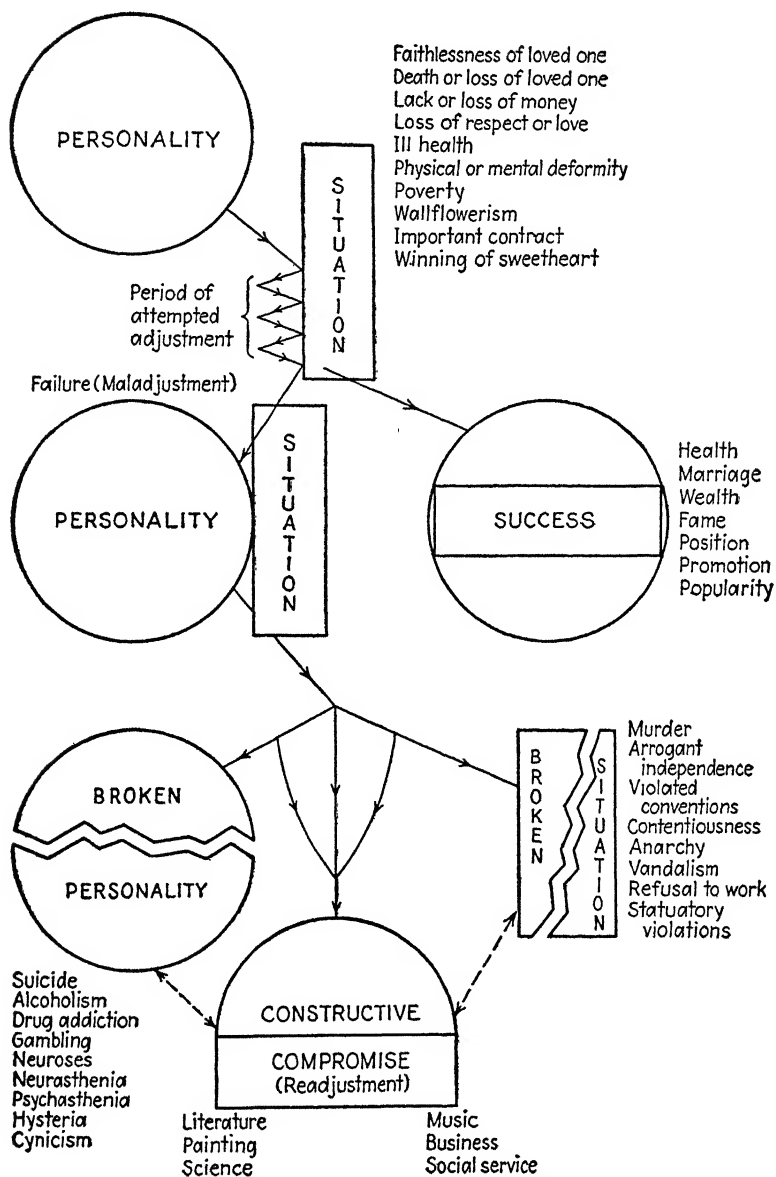 PERSONALITY
SITUATION
Faithlessness of loved one
Death or loss of loved one
Lack or loss of money
Loss of respect or love
Ill health
Physical or mental deformity
Poverty
Wallflowerism
Important contract
Winning of sweetheart
Period of
attempted
adjustment
Failure (Maladjustment)
PERSONALITY
SITUATION
SUCCESS
Health
Marriage
Wealth
Fame
Position
Promotion
Popularity
BROKEN
PERSONALITY
BROKEN
SITUATION
Murder
Arrogant
independence
Violated
conventions
Contentiousness
Anarchy
Vandalism
Refusal to work
Statuatory
violations
Suicide
Alcoholism
Drug addiction
Gambling
Neuroses
Neurasthenia
Psychasthenia
Hysteria
Cynicism
CONSTRUCTIVE
COMPROMISE
(Readjustment)
Literature
Painting
Science
Music
Business
Social service